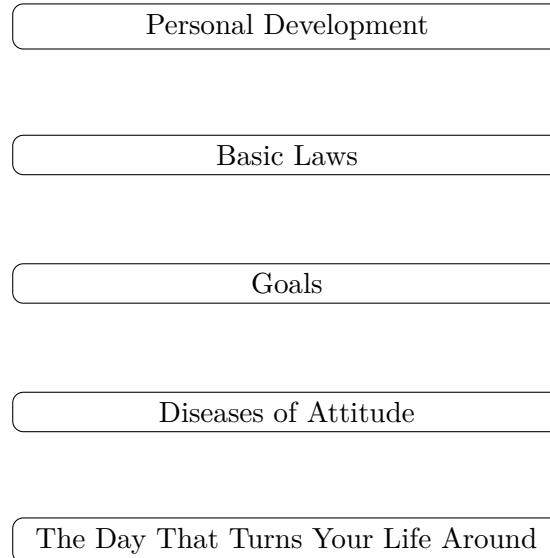 Personal Development
Basic Laws
Goals
Diseases of Attitude
The Day That Turns Your Life Around